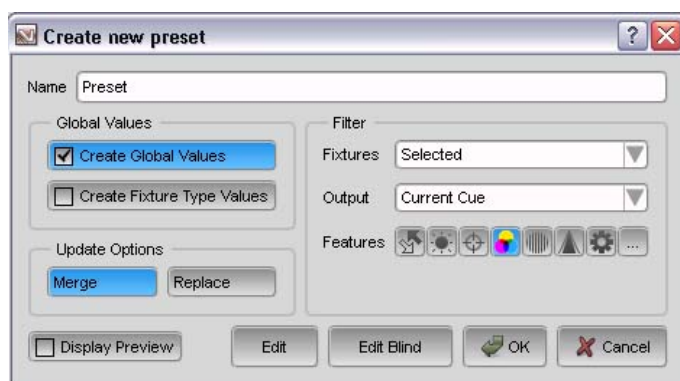 Create new preset
Name Preset
Global Values
Create Global Values
Create Fixture Type Values
Update Options
Merge Replace
Filter
Fixtures Selected
Output Current Cue
Features ...
Display Preview Edit Edit Blind OK Cancel